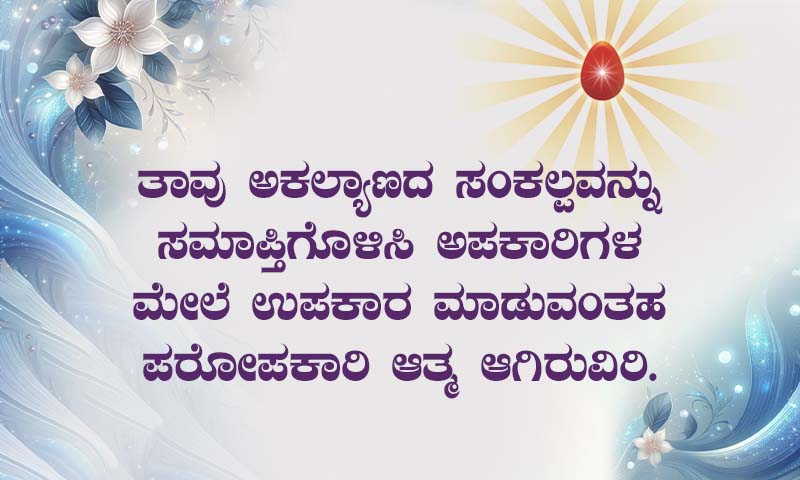 ತಾವು ಅಕಲ್ಯಾಣದ ಸಂಕಲ್ಪವನ್ನು
ಸಮಾಪ್ತಿಗೊಳಿಸಿ ಅಪಕಾರಿಗಳ
ಮೇಲೆ ಉಪಕಾರ ಮಾಡುವಂತಹ
ಪರೋಪಕಾರಿ ಆತ್ಮ ಆಗಿರುವಿರಿ.